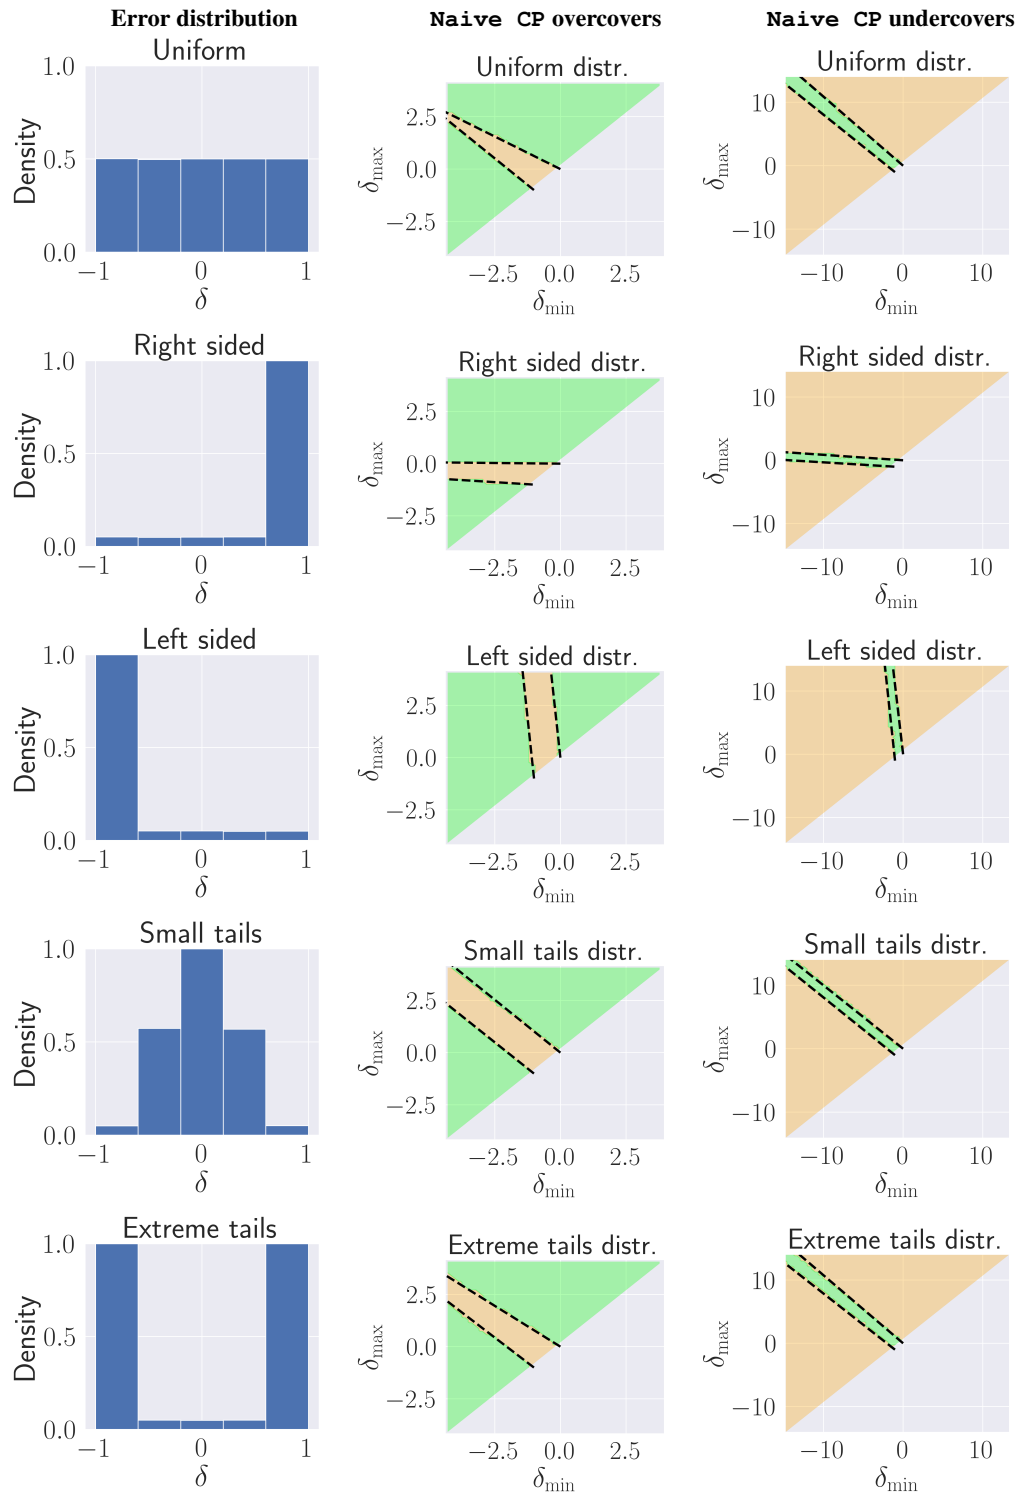 Error distribution
Naive CP overcovers
Naive CP undercovers
Uniform
1.0
0.5
0.0
Density
−1 0 1
δ
Uniform distr.
2.5
0.0
−2.5
δmax
−2.5 0.0 2.5
δmin
Uniform distr.
10
0
−10
δmax
−10 0 10
δmin
Right sided
1.0
0.5
0.0
Density
−1 0 1
δ
Right sided distr.
2.5
0.0
−2.5
δmax
−2.5 0.0 2.5
δmin
Right sided distr.
10
0
−10
δmax
−10 0 10
δmin
Left sided
1.0
0.5
0.0
Density
−1 0 1
δ
Left sided distr.
2.5
0.0
−2.5
δmax
−2.5 0.0 2.5
δmin
Left sided distr.
10
0
−10
δmax
−10 0 10
δmin
Small tails
1.0
0.5
0.0
Density
−1 0 1
δ
Small tails distr.
2.5
0.0
−2.5
δmax
−2.5 0.0 2.5
δmin
Small tails distr.
10
0
−10
δmax
−10 0 10
δmin
Extreme tails
1.0
0.5
0.0
Density
−1 0 1
δ
Extreme tails distr.
2.5
0.0
−2.5
δmax
−2.5 0.0 2.5
δmin
Extreme tails distr.
10
0
−10
δmax
−10 0 10
δmin